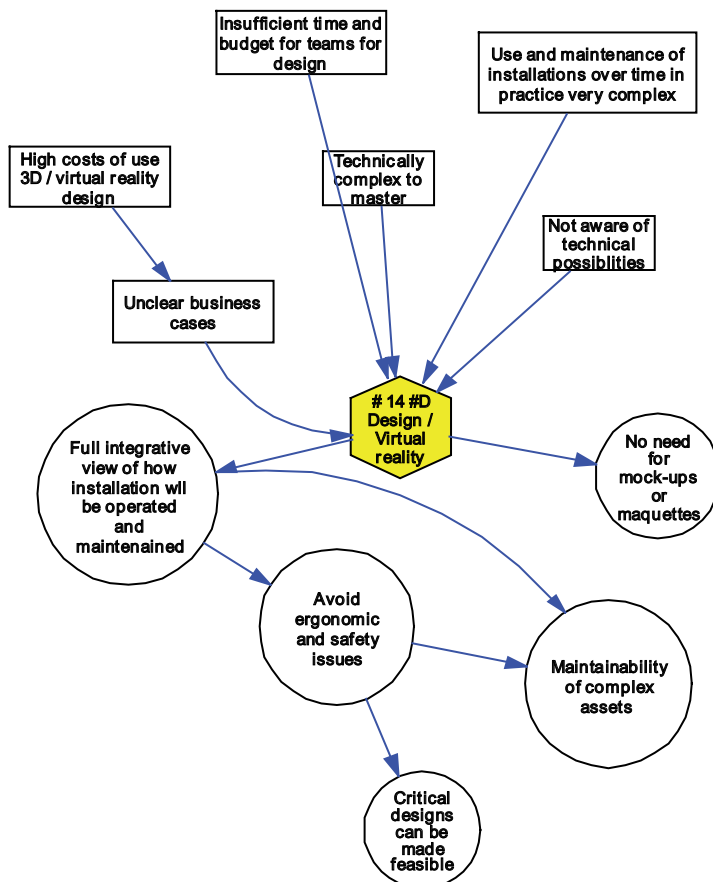 Insufficient time and
budget for teams for
design
Use and maintenance of
installations over time in
practice very complex
High costs of use
3D / virtual reality
design
Technically
complex to
master
Not aware of
technical
possiblities
Unclear business
cases
# 14 #D
Design /
Virtual
reality
Full integrative
view of how
installation will
be operated
and
maintenained
No need
for
mock-ups
or
maquettes
Avoid
ergonomic
and safety
issues
Maintainability
of complex
assets
Critical
designs
can be
made
feasible